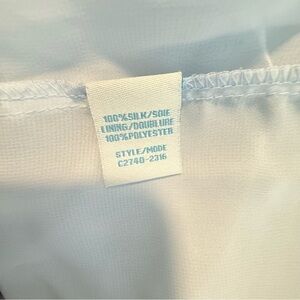 100%SILK/SOIE
LINING/DOUBLURE
100%POLYESTER
STYLE/MODE
C2740-2316